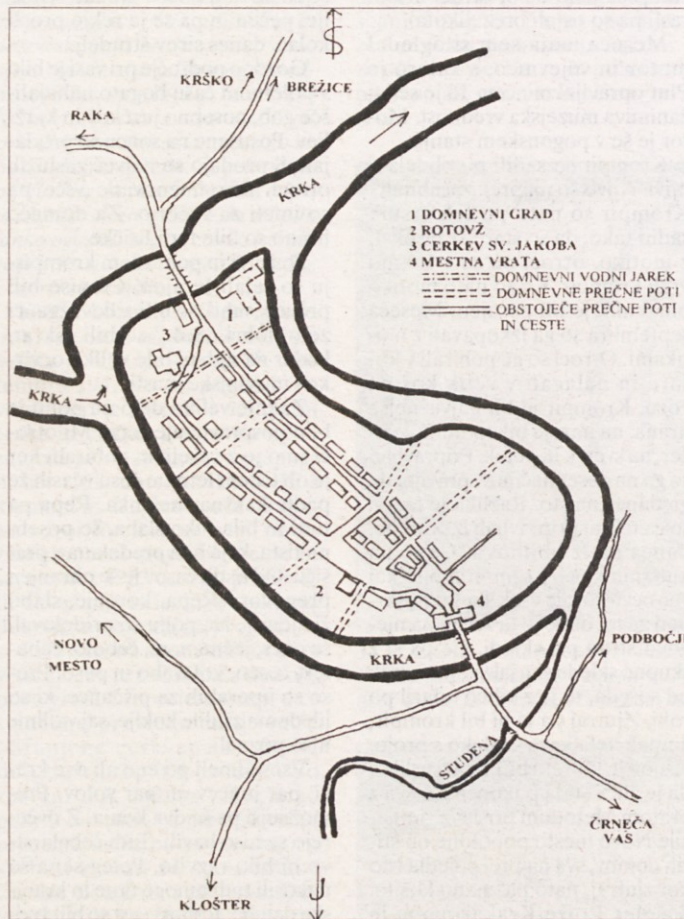 S
KRŠKO
BREŽICE
RAKA
KRKA
1 DOMNEVNI GRAD
2 ROTOVŽ
3 CERKEV SV. JAKOBA
4 MESTNA VRATA
DOMNEVNI VODNI JAREK
DOMNEVNE PREČNE POTI
OBSTOJEČE PREČNE POTI
IN CESTE
KRKA
2
4
NOVO
MESTO
KRKA
PODBOČJE
STUDENA
ČRNEČA
VAS
KLOŠTER
J